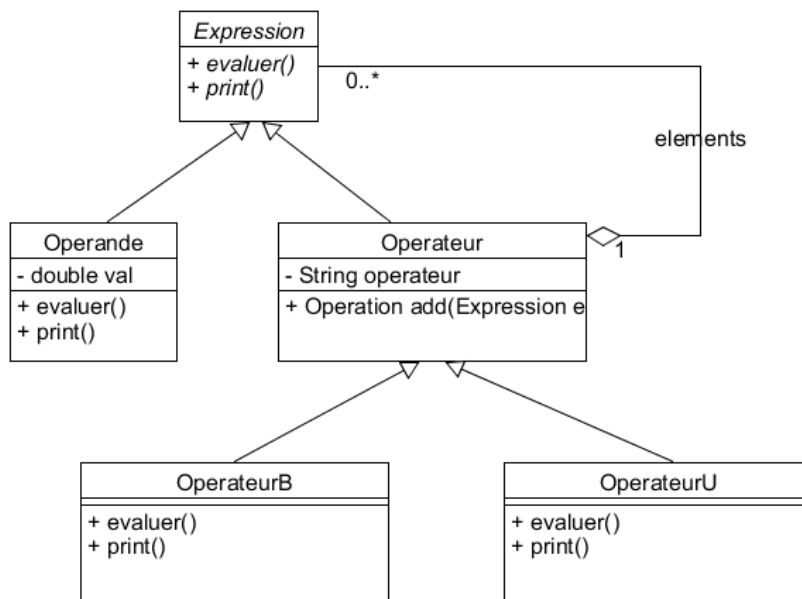 Expression
+ evaluer()
+ print()
0..*
elements
Operande
- double val
+ evaluer()
+ print()
Operateur
- String operateur
+ Operation add(Expression e
1
OperateurB
+ evaluer()
+ print()
OperateurU
+ evaluer()
+ print()